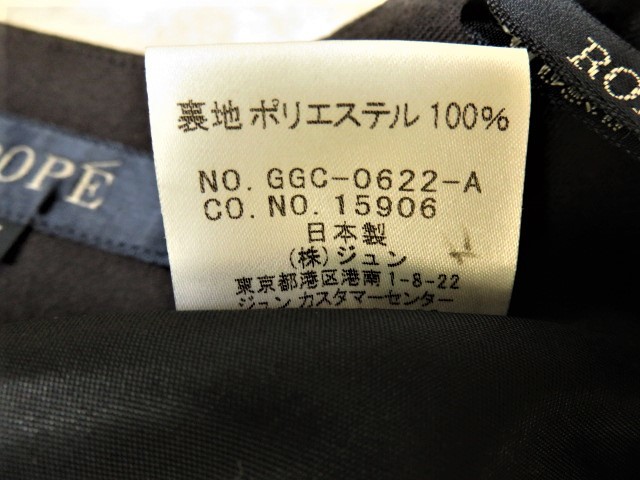 裏地 ポリエステル 100%
NO. GGC-0622-A
CO. NO. 15906
日本製
(株)ジュン
東京都港区港南1-8-22
ジュン カスタマーセンター
OPÉ
RO